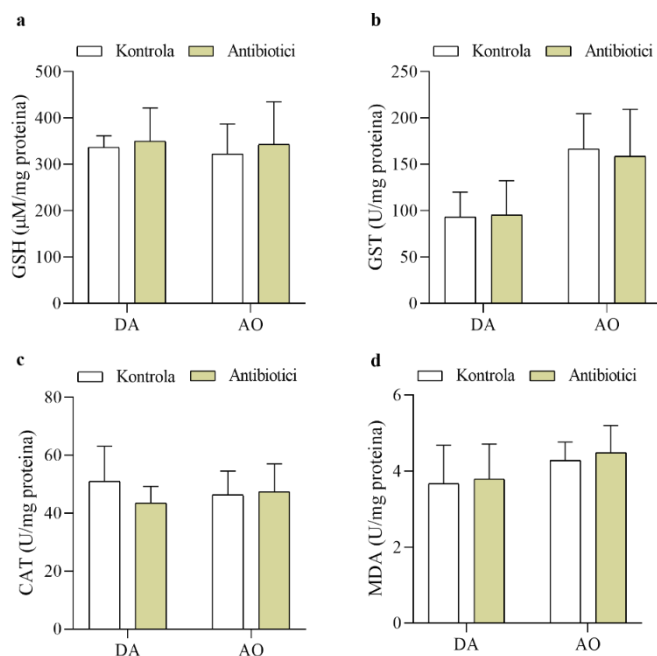 a
Kontrola Antibiotici
GSH (μM/mg proteina)
500
400
300
200
100
0
DA AO
b
Kontrola Antibiotici
GST (U/mg proteina)
250
200
150
100
50
0
DA AO
c
Kontrola Antibiotici
CAT (U/mg proteina)
80
60
40
20
0
DA AO
d
Kontrola Antibiotici
MDA (U/mg proteina)
6
4
2
0
DA AO